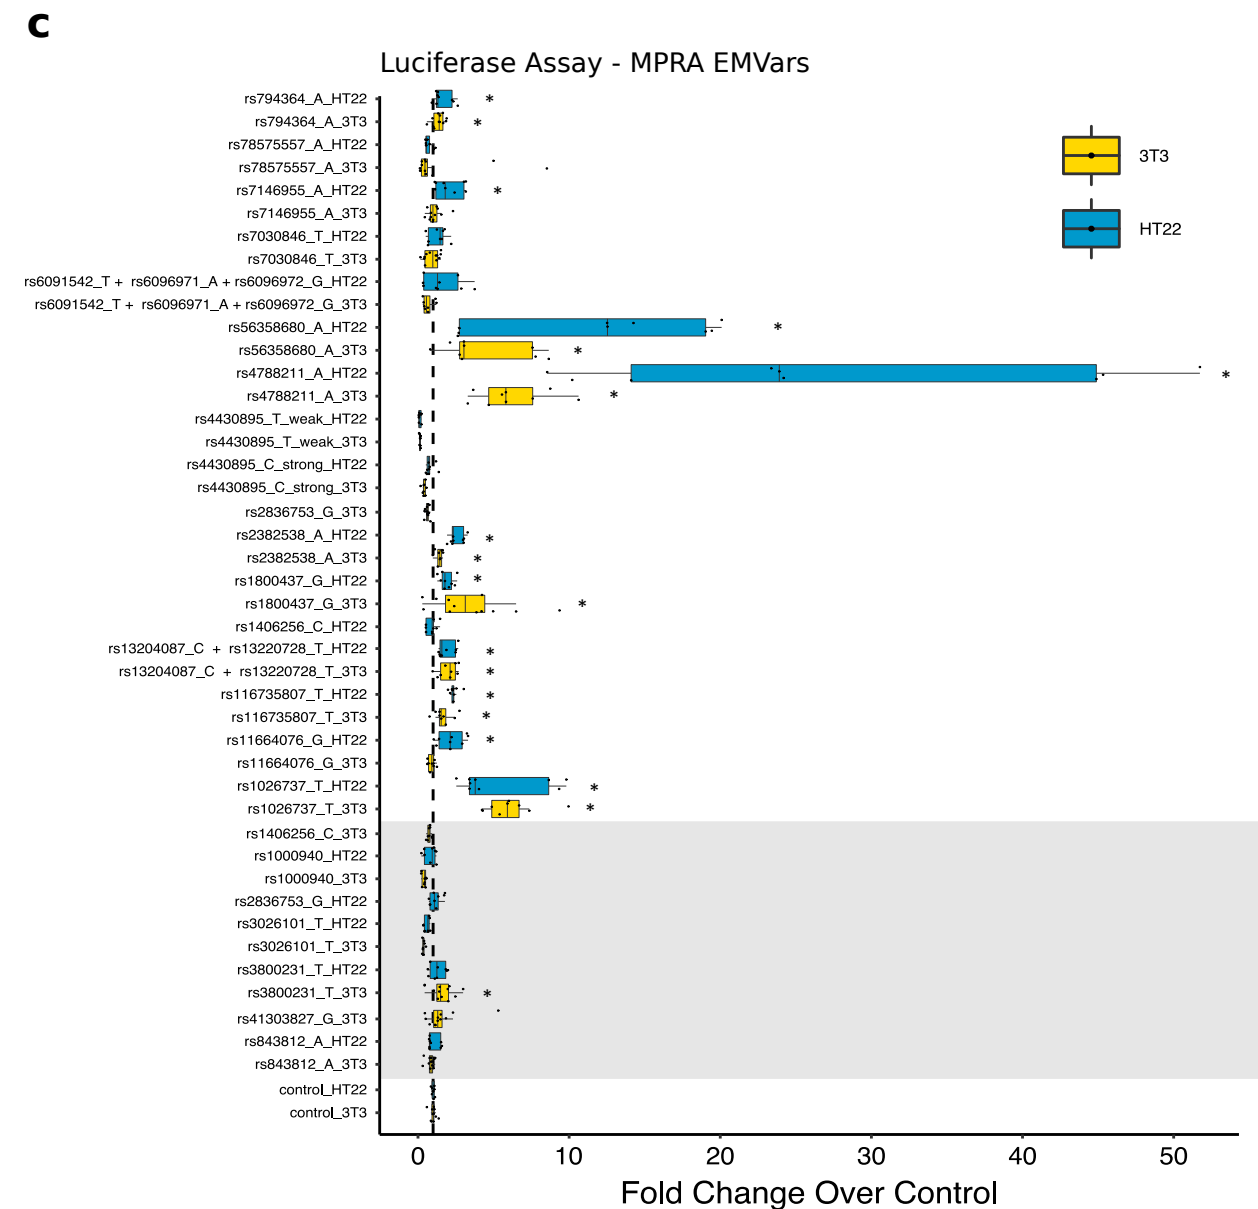 c
Luciferase Assay - MPRA EMVars
rs794364_A_HT22
*
rs794364_A_3T3
*
rs78575557_A_HT22
rs78575557_A_3T3
3T3
rs7146955_A_HT22
*
rs7146955_A_3T3
rs7030846_T_HT22
HT22
rs7030846_T_3T3
rs6091542_T + rs6096971_A + rs6096972_G_HT22
rs6091542_T + rs6096971_A + rs6096972_G_3T3
rs56358680_A_HT22
*
rs56358680_A_3T3
*
rs4788211_A_HT22
*
rs4788211_A_3T3
*
rs4430895_T_weak_HT22
rs4430895_T_weak_3T3
rs4430895_C_strong_HT22
rs4430895_C_strong_3T3
rs2836753_G_3T3
rs2382538_A_HT22
*
rs2382538_A_3T3
*
rs1800437_G_HT22
*
rs1800437_G_3T3
*
rs1406256_C_HT22
rs13204087_C + rs13220728_T_HT22
*
rs13204087_C + rs13220728_T_3T3
*
rs116735807_T_HT22
*
rs116735807_T_3T3
*
rs11664076_G_HT22
*
rs11664076_G_3T3
rs1026737_T_HT22
*
rs1026737_T_3T3
*
rs1406256_C_3T3
rs1000940_HT22
rs1000940_3T3
rs2836753_G_HT22
rs3026101_T_HT22
rs3026101_T_3T3
rs3800231_T_HT22
rs3800231_T_3T3
*
rs41303827_G_3T3
rs843812_A_HT22
rs843812_A_3T3
control_HT22
control_3T3
0 10 20 30 40 50
Fold Change Over Control